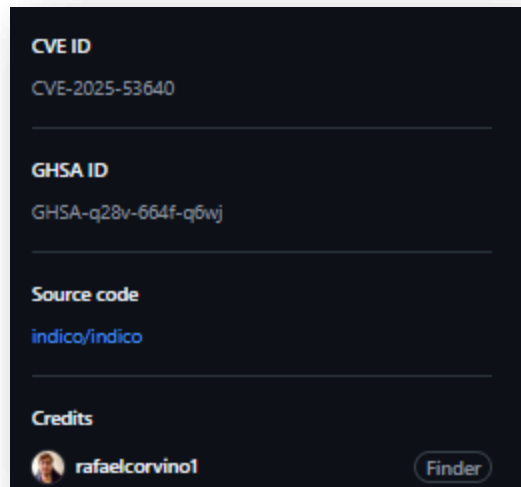 CVE ID
CVE-2025-53640
GHSA ID
GHSA-q28v-664f-q6wj
Source code
indico/indico
Credits
rafaelcorvino1 Finder